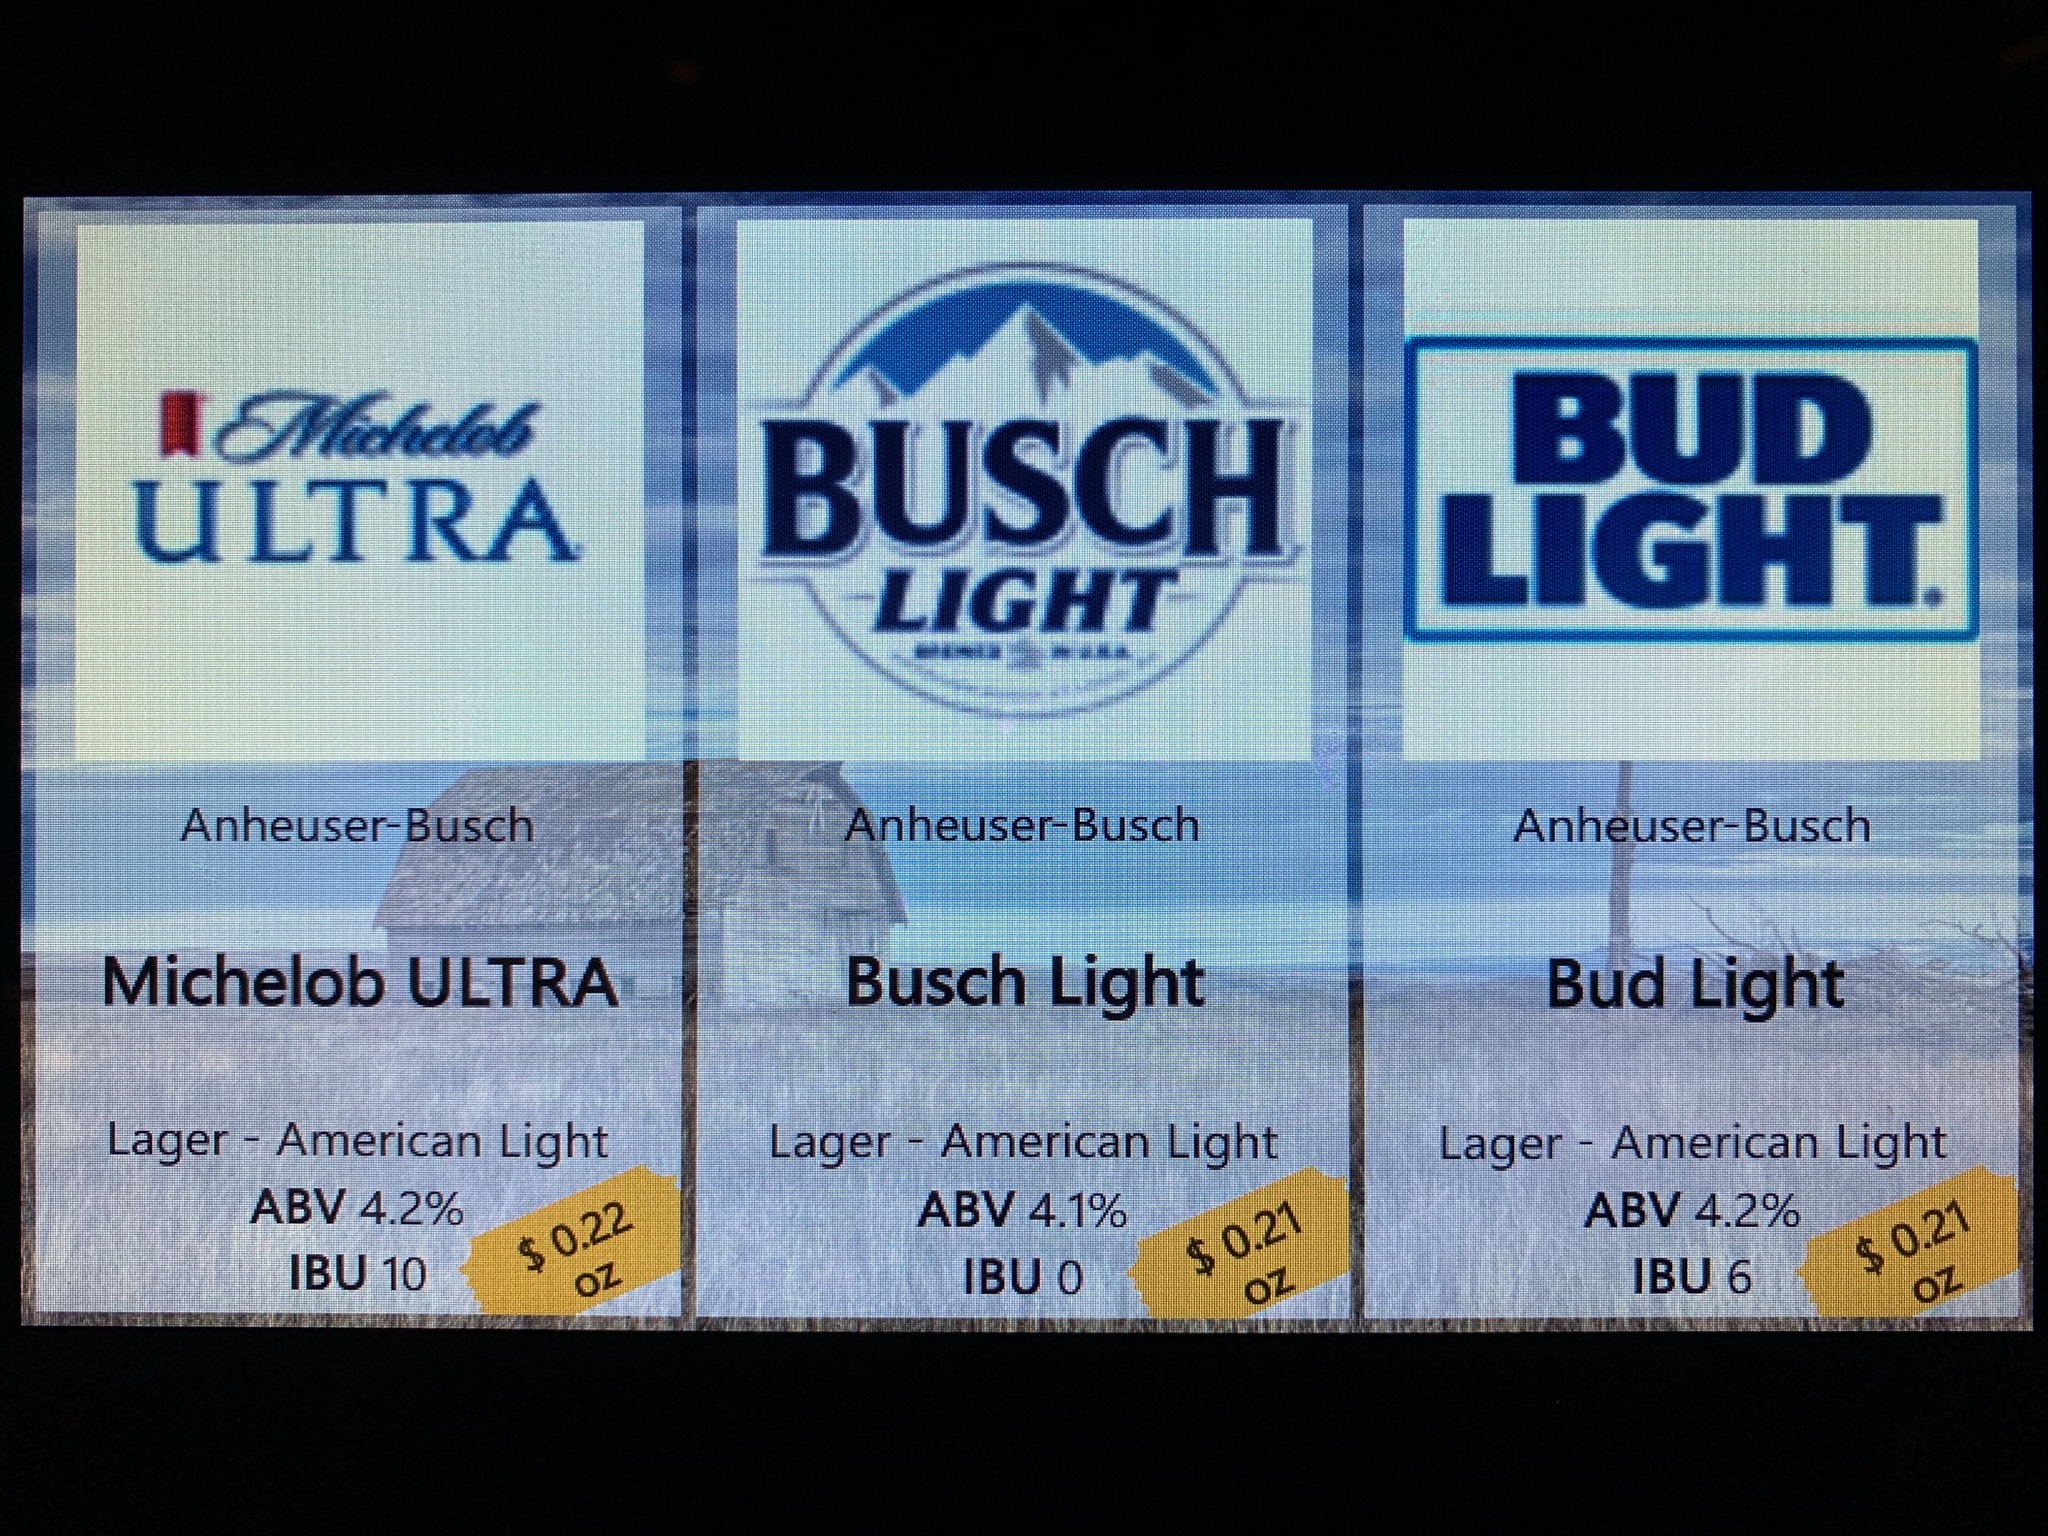 Michelob
ULTRA
Anheuser-Busch
Michelob ULTRA
Lager - American Light
ABV 4.2%
IBU 10
$ 0.22
oz
BUSCH
LIGHT
Anheuser-Busch
Busch Light
Lager - American Light
ABV 4.1%
IBU 0
$ 0.21
oz
BUD
LIGHT
Anheuser-Busch
Bud Light
Lager - American Light
ABV 4.2%
IBU 6
$ 0.21
oz